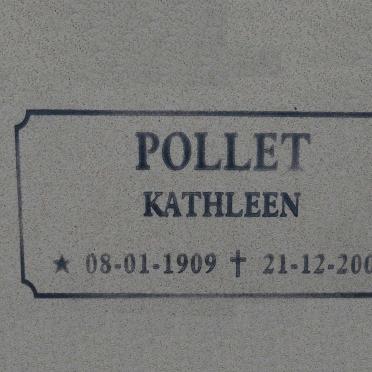 POLLET
KATHLEEN
★ 08-01-1909 ✝ 21-12-200